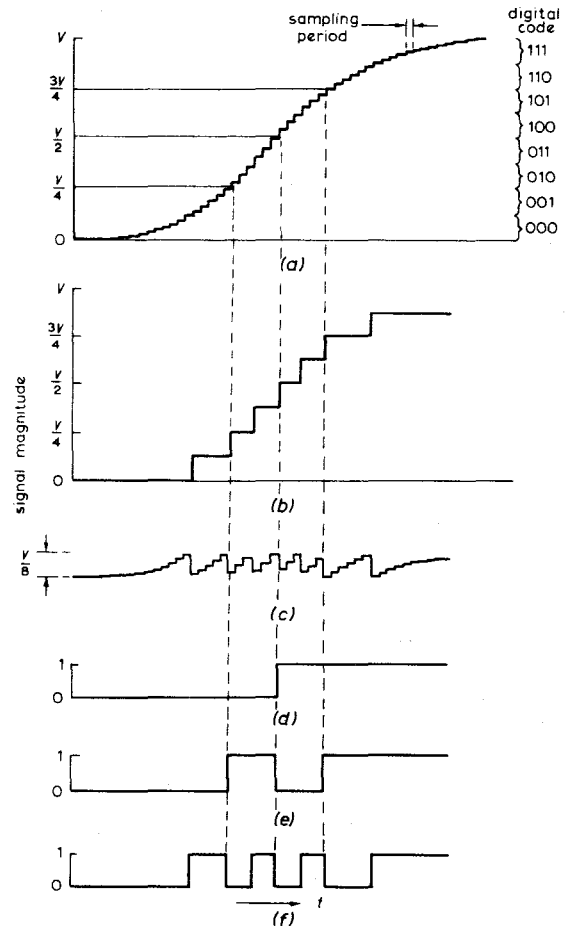 sampling period
digital code
V
3V/4
V/2
V/4
0
111
110
101
100
011
010
001
000
(a)
signal magnitude
V
3V/4
V/2
V/4
0
(b)
V/8
(c)
1
0
(d)
1
0
(e)
1
0
t
(f)